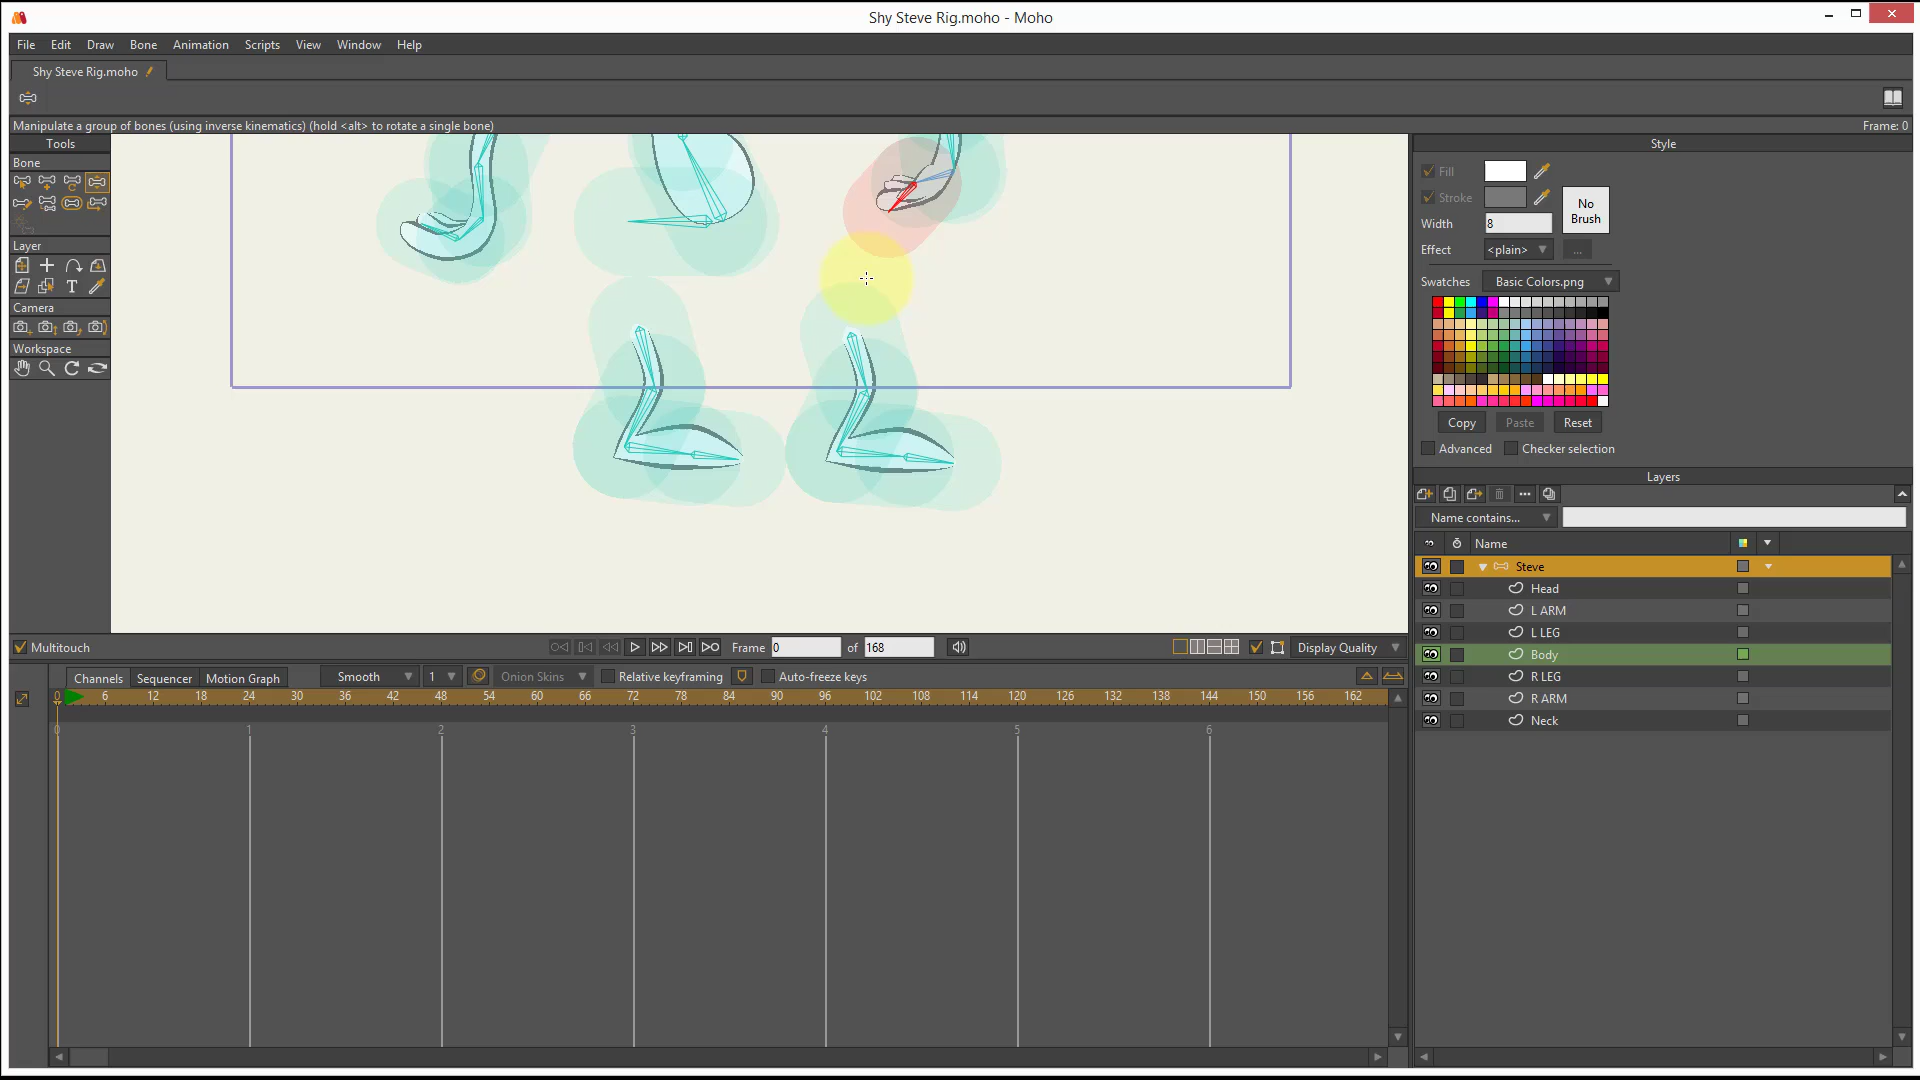 Shy Steve Rig.moho - Moho
File Edit Draw Bone Animation Scripts View Window Help
Shy Steve Rig.moho
Manipulate a group of bones (using inverse kinematics) (hold <alt> to rotate a single bone)
Frame: 0
Tools
Bone
Layer
Camera
Workspace
Style
Fill
Stroke
No Brush
Width 8
Effect <plain> ...
Swatches Basic Colors.png
Copy Paste Reset
Advanced Checker selection
Layers
Name contains...
Name
Steve
Head
L ARM
L LEG
Body
R LEG
R ARM
Neck
Multitouch
Frame 0 of 168
Display Quality
Channels Sequencer Motion Graph Smooth 1 Onion Skins Relative keyframing Auto-freeze keys
0 6 12 18 24 30 36 42 48 54 60 66 72 78 84 90 96 102 108 114 120 126 132 138 144 150 156 162
0 1 2 3 4 5 6